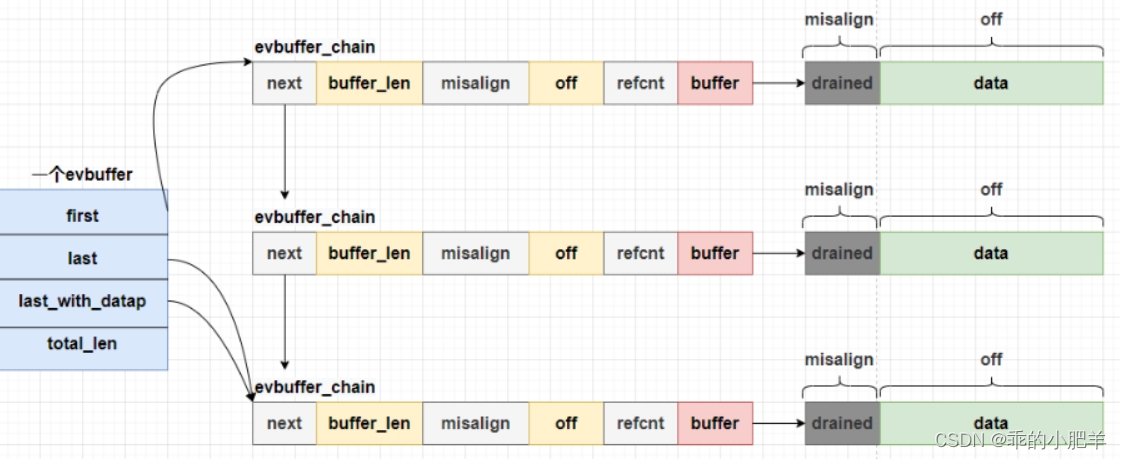 misalign off
evbuffer_chain
next buffer_len misalign off refcnt buffer drained data
一个evbuffer
first
last
last_with_datap
total_len
misalign off
evbuffer_chain
next buffer_len misalign off refcnt buffer drained data
misalign off
evbuffer_chain
next buffer_len misalign off refcnt buffer drained data
CSDN @乖的小肥羊